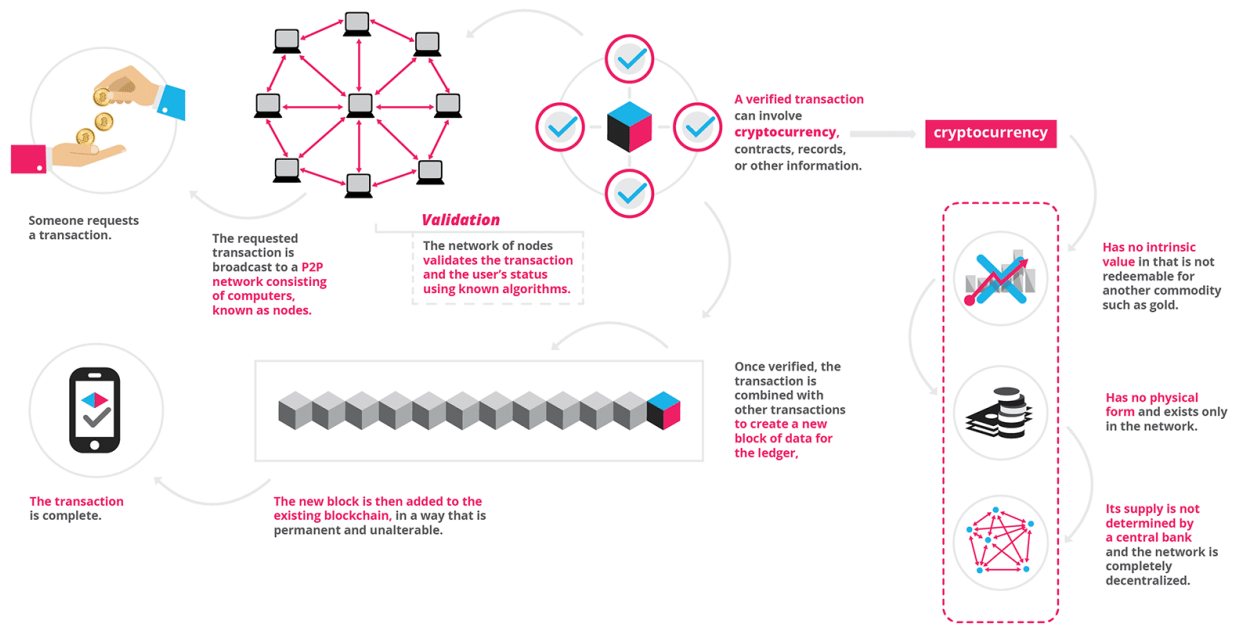 Someone requests
a transaction.
The requested
transaction is
broadcast to a P2P
network consisting
of computers,
known as nodes.
Validation
The network of nodes
validates the transaction
and the user's status
using known algorithms.
A verified transaction
can involve
cryptocurrency,
contracts, records,
or other information.
cryptocurrency
Has no intrinsic
value in that is not
redeemable for
another commodity
such as gold.
Has no physical
form and exists only
in the network.
Its supply is not
determined by
a central bank
and the network is
completely
decentralized.
Once verified, the
transaction is
combined with
other transactions
to create a new
block of data for
the ledger,
The new block is then added to the
existing blockchain, in a way that is
permanent and unalterable.
The transaction
is complete.